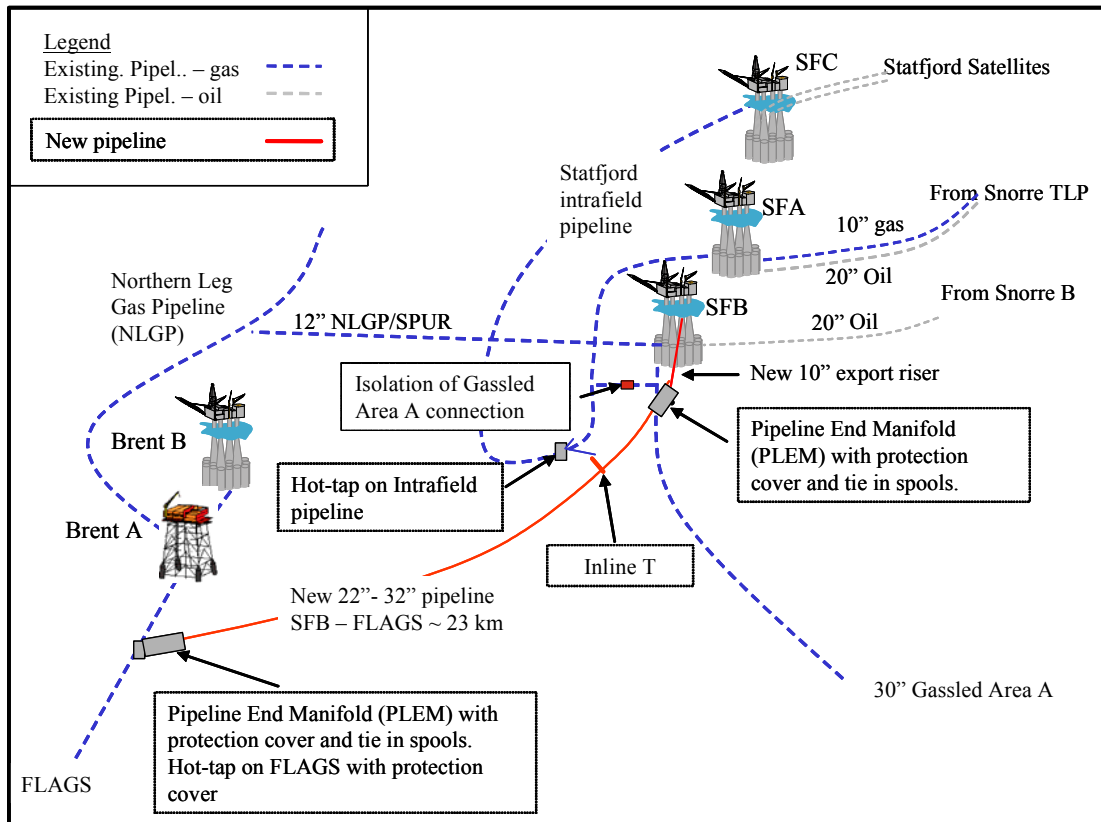 Legend
Existing. Pipel.. – gas
Existing Pipel. – oil
New pipeline
SFC
Statfjord Satellites
Statfjord
intrafield
pipeline
SFA
From Snorre TLP
10” gas
20” Oil
Northern Leg
Gas Pipeline
(NLGP)
12” NLGP/SPUR
SFB
From Snorre B
20” Oil
Isolation of Gassled
Area A connection
New 10” export riser
Brent B
Pipeline End Manifold
(PLEM) with protection
cover and tie in spools.
Hot-tap on Intrafield
pipeline
Brent A
Inline T
New 22”- 32” pipeline
SFB – FLAGS ~ 23 km
30” Gassled Area A
Pipeline End Manifold (PLEM) with
protection cover and tie in spools.
Hot-tap on FLAGS with protection
cover
FLAGS